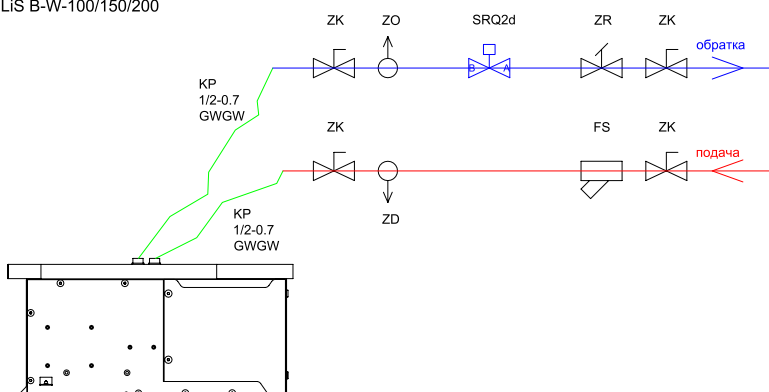 LiS B-W-100/150/200
ZK ZO SRQ2d ZR ZK
обратка
B A
KP
1/2-0.7
GWGW
ZK FS ZK
подача
ZD
KP
1/2-0.7
GWGW